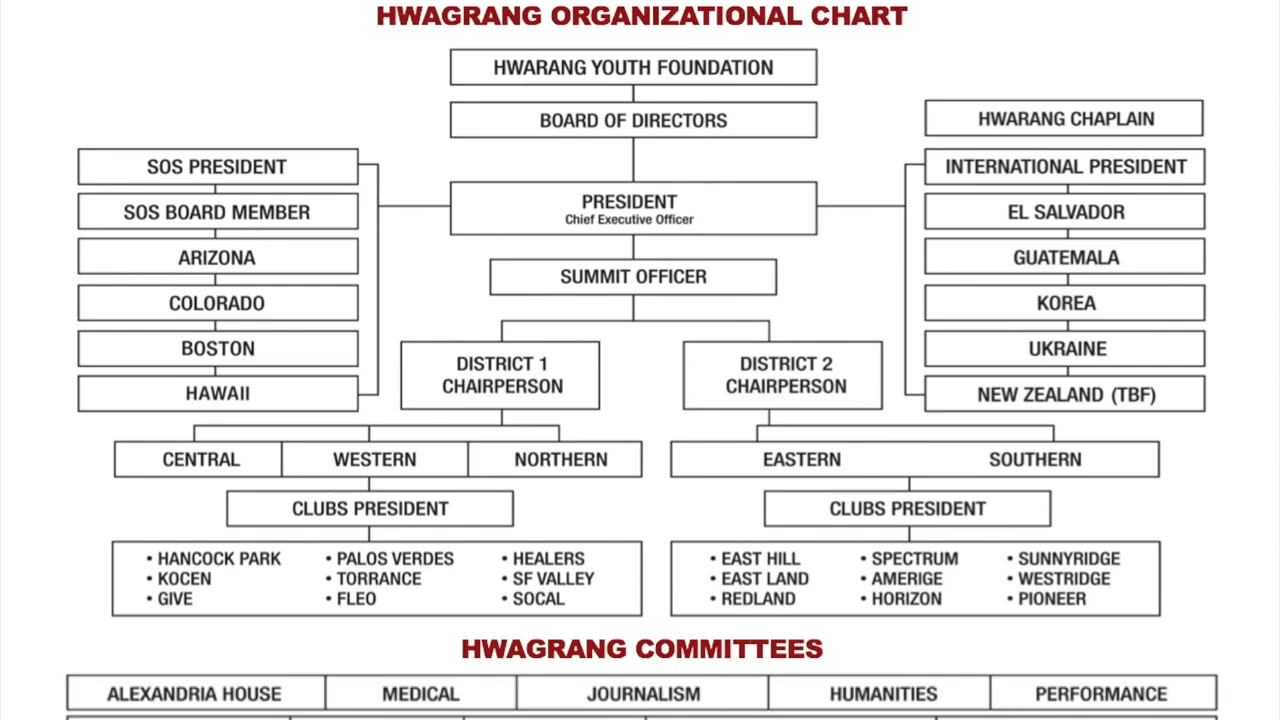 HWAGRANG ORGANIZATIONAL CHART
HWARANG YOUTH FOUNDATION
BOARD OF DIRECTORS
HWARANG CHAPLAIN
SOS PRESIDENT
SOS BOARD MEMBER
ARIZONA
COLORADO
BOSTON
HAWAII
PRESIDENT
Chief Executive Officer
SUMMIT OFFICER
INTERNATIONAL PRESIDENT
EL SALVADOR
GUATEMALA
KOREA
UKRAINE
NEW ZEALAND (TBF)
DISTRICT 1
CHAIRPERSON
DISTRICT 2
CHAIRPERSON
CENTRAL WESTERN NORTHERN
EASTERN SOUTHERN
CLUBS PRESIDENT
CLUBS PRESIDENT
• HANCOCK PARK • PALOS VERDES • HEALERS
• KOCEN • TORRANCE • SF VALLEY
• GIVE • FLEO • SOCAL
• EAST HILL • SPECTRUM • SUNNYRIDGE
• EAST LAND • AMERIGE • WESTRIDGE
• REDLAND • HORIZON • PIONEER
HWAGRANG COMMITTEES
ALEXANDRIA HOUSE MEDICAL JOURNALISM HUMANITIES PERFORMANCE